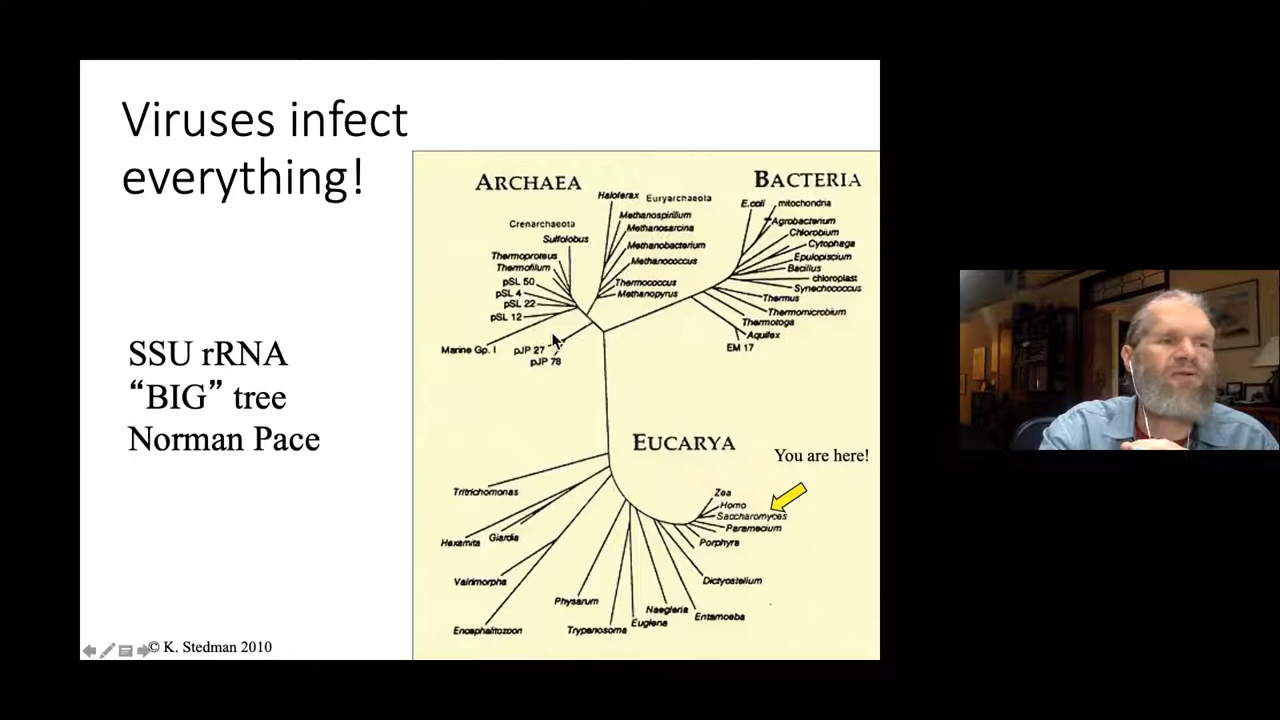 Viruses infect
everything!
SSU rRNA
“BIG” tree
Norman Pace
© K. Stedman 2010
ARCHAEA
Crenarchaeota
Sulfolobus
Thermoproteus
Thermofilum
pSL 50
pSL 4
pSL 22
pSL 12
Marine Gp. I
pJP 27
pJP 78
Haloferax
Euryarchaeota
Methanospirillum
Methanosarcina
Methanobacterium
Methanococcus
Thermococcus
Methanopyrus
BACTERIA
E.coli
mitochondria
Agrobacterium
Chlorobium
Cytophaga
Epulopiscium
Bacillus
chloroplast
Synechococcus
Thermus
Thermomicrobium
Thermotoga
Aquifex
EM 17
EUCARYA
You are here!
Zea
Homo
Saccharomyces
Paramecium
Porphyra
Dictyostelium
Entamoeba
Naegleria
Euglena
Trypanosoma
Physarum
Encephalitozoon
Vairimorpha
Hexamita
Giardia
Tritrichomonas